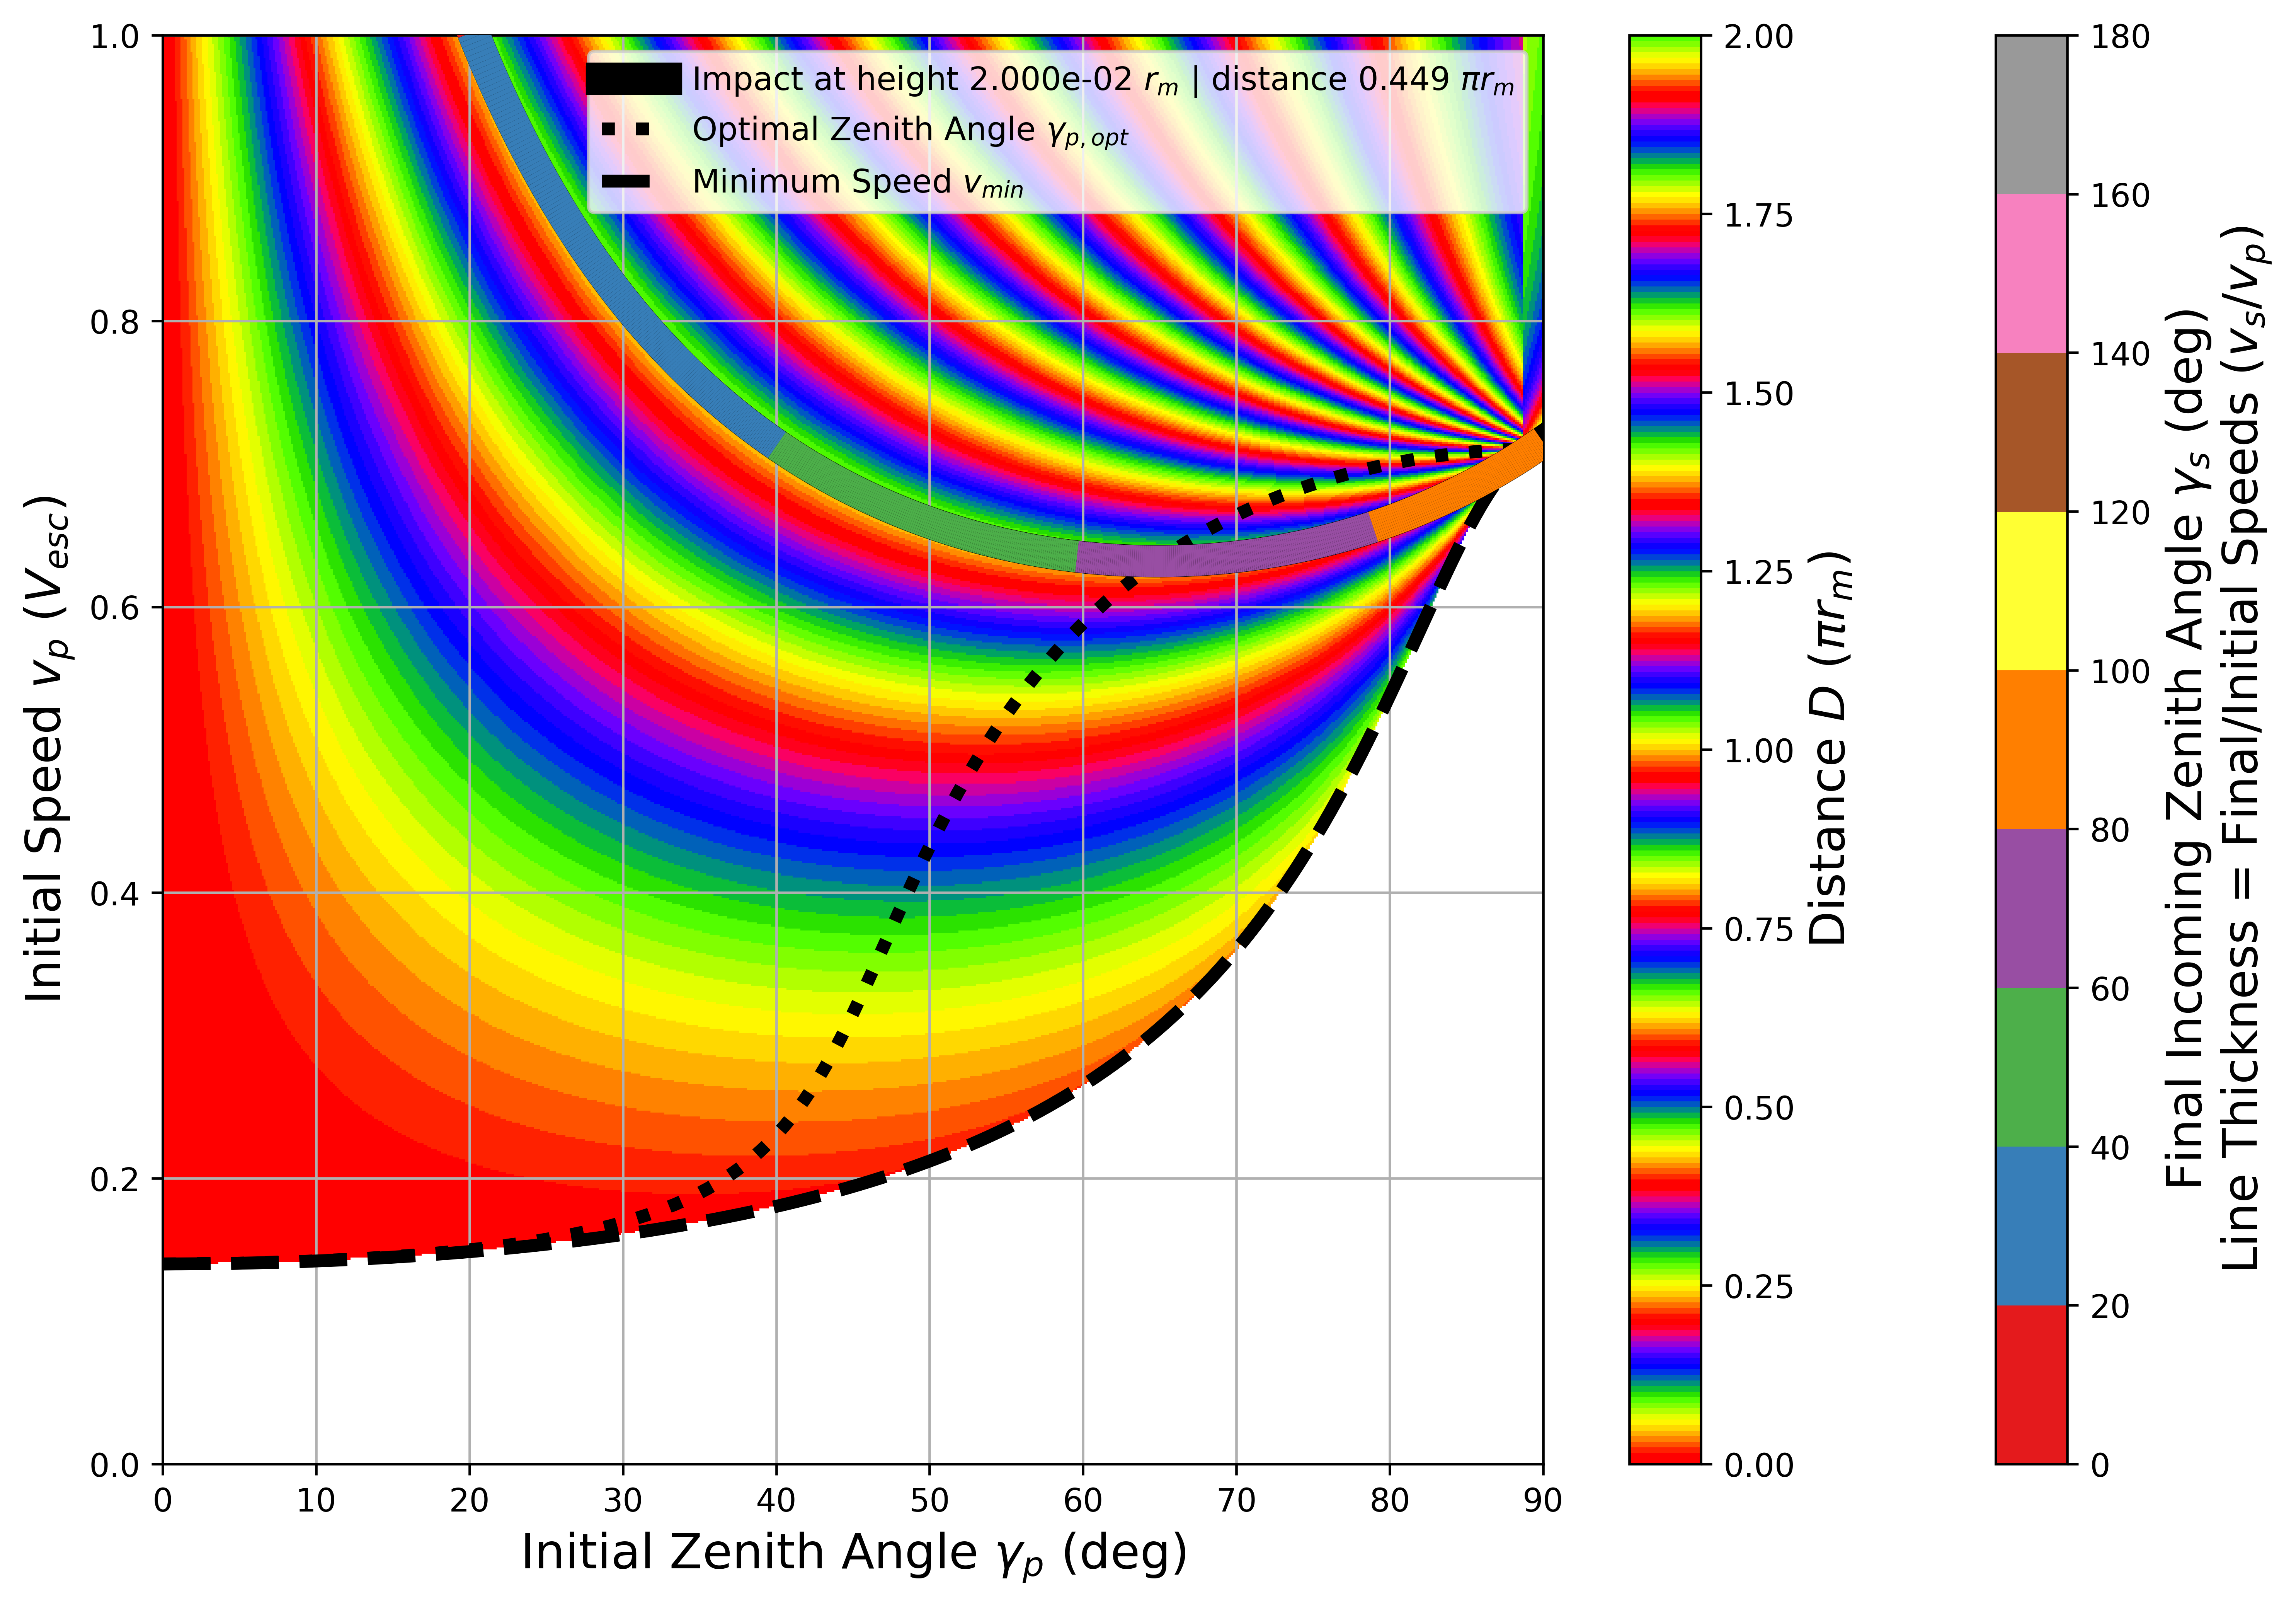 Impact at height 2.000e-02 r_m | distance 0.449 πr_m
Optimal Zenith Angle γ_p, opt
Minimum Speed v_min
1.0
0.8
0.6
0.4
0.2
0.0
Initial Speed v_p (V_esc)
0 10 20 30 40 50 60 70 80 90
Initial Zenith Angle γ_p (deg)
2.00
1.75
1.50
1.25
1.00
0.75
0.50
0.25
0.00
Distance D (πr_m)
180
160
140
120
100
80
60
40
20
0
Final Incoming Zenith Angle γ_s (deg)
Line Thickness = Final/Initial Speeds (v_s/v_p)